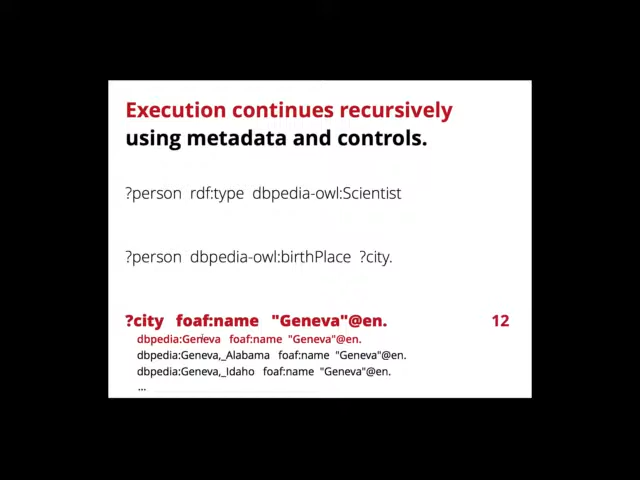 Execution continues recursively
using metadata and controls.
?person rdf:type dbpedia-owl:Scientist
?person dbpedia-owl:birthPlace ?city.
?city foaf:name "Geneva"@en. 12
dbpedia:Geneva foaf:name "Geneva"@en.
dbpedia:Geneva,_Alabama foaf:name "Geneva"@en.
dbpedia:Geneva,_Idaho foaf:name "Geneva"@en.
...